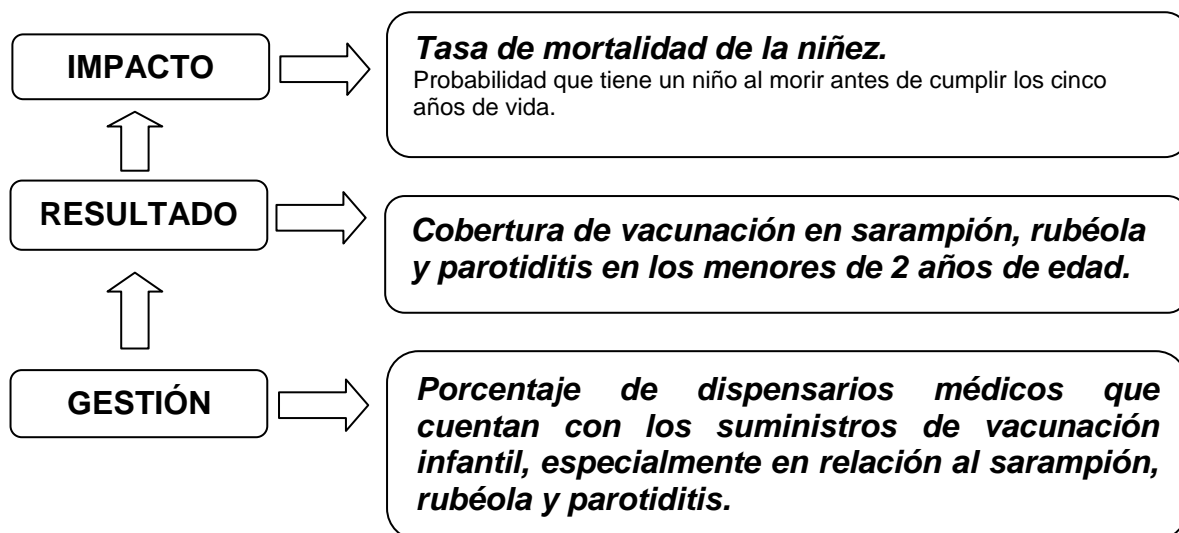 IMPACTO
Tasa de mortalidad de la niñez.
Probabilidad que tiene un niño al morir antes de cumplir los cinco
años de vida.
RESULTADO
Cobertura de vacunación en sarampión, rubéola
y parotiditis en los menores de 2 años de edad.
GESTIÓN
Porcentaje de dispensarios médicos que
cuentan con los suministros de vacunación
infantil, especialmente en relación al sarampión,
rubéola y parotiditis.